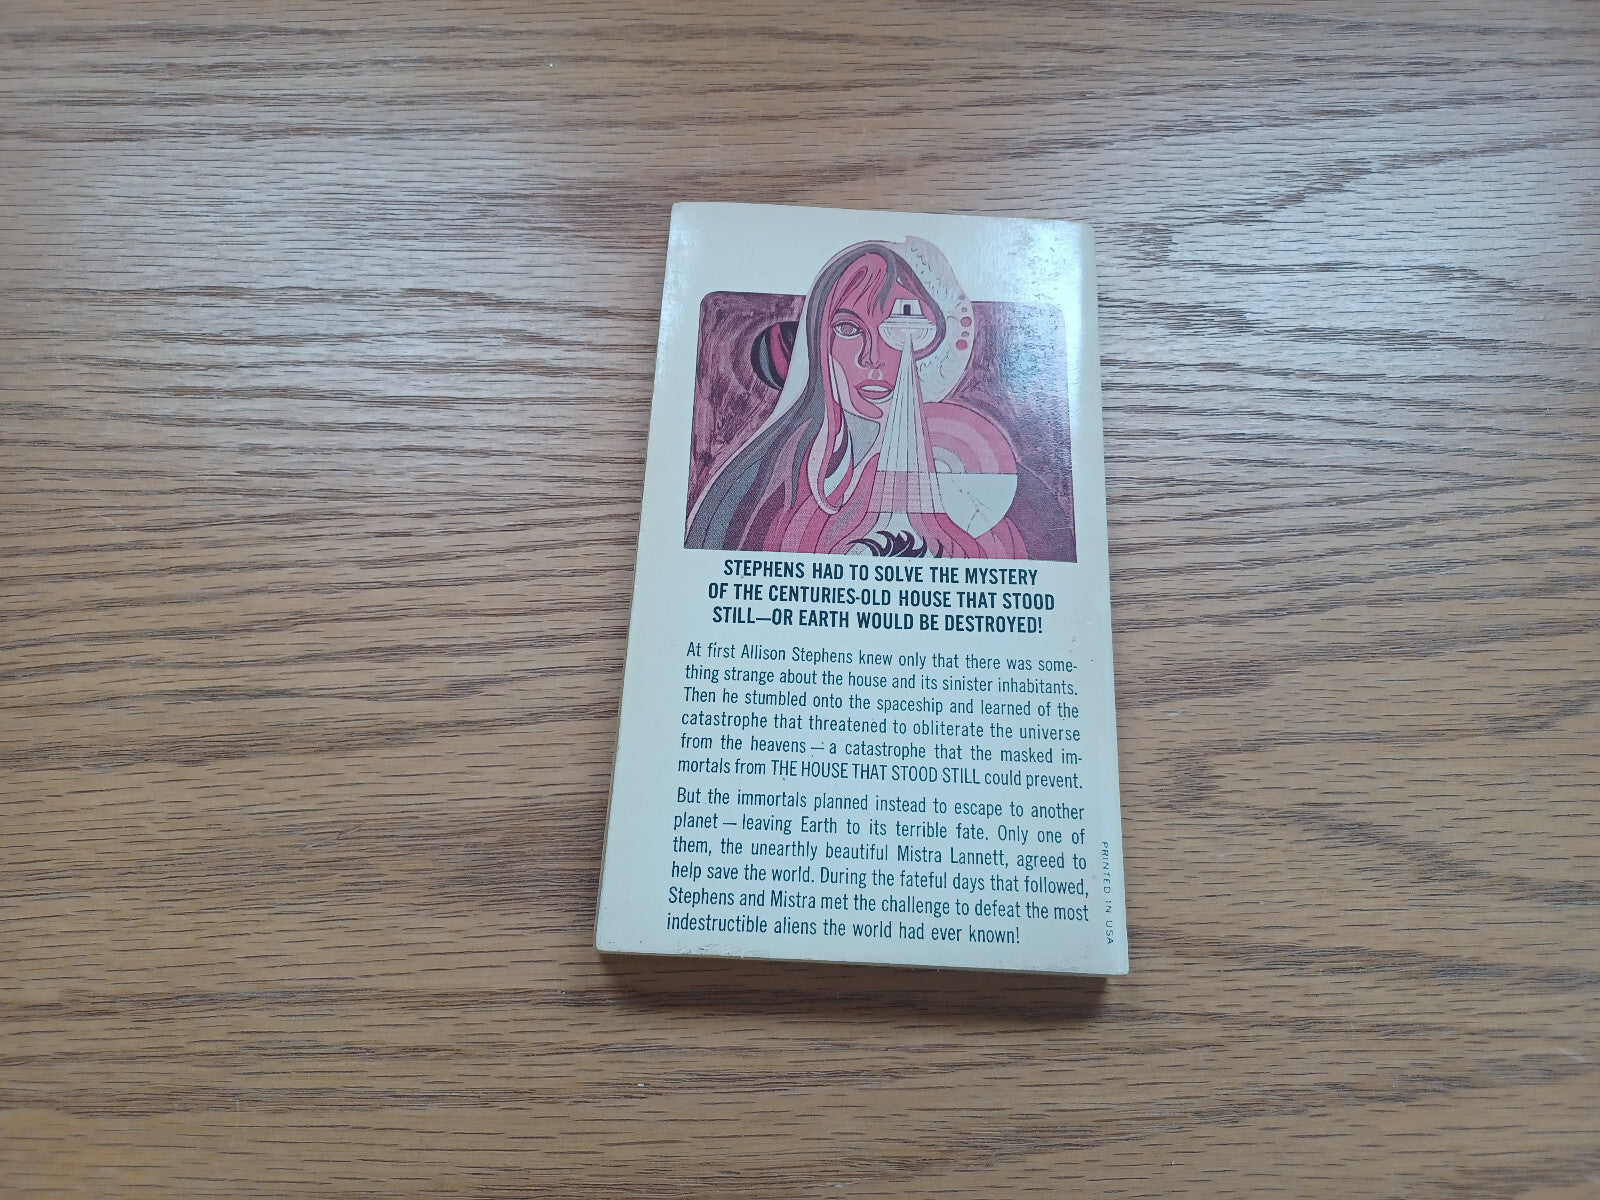 STEPHENS HAD TO SOLVE THE MYSTERY
OF THE CENTURIES-OLD HOUSE THAT STOOD
STILL—OR EARTH WOULD BE DESTROYED!
At first Allison Stephens knew only that there was some-
thing strange about the house and its sinister inhabitants.
Then he stumbled onto the spaceship and learned of the
catastrophe that threatened to obliterate the universe
from the heavens — a catastrophe that the masked im-
mortals from THE HOUSE THAT STOOD STILL could prevent.
But the immortals planned instead to escape to another
planet — leaving Earth to its terrible fate. Only one of
them, the unearthly beautiful Mistra Lannett, agreed to
help save the world. During the fateful days that followed,
Stephens and Mistra met the challenge to defeat the most
indestructible aliens the world had ever known!
PRINTED IN USA